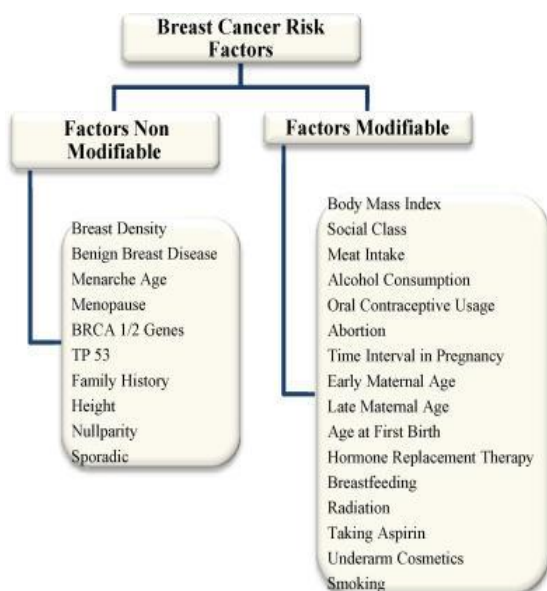 Breast Cancer Risk
Factors
Factors Non
Modifiable
Factors Modifiable
Breast Density
Benign Breast Disease
Menarche Age
Menopause
BRCA 1/2 Genes
TP 53
Family History
Height
Nullparity
Sporadic
Body Mass Index
Social Class
Meat Intake
Alcohol Consumption
Oral Contraceptive Usage
Abortion
Time Interval in Pregnancy
Early Maternal Age
Late Maternal Age
Age at First Birth
Hormone Replacement Therapy
Breastfeeding
Radiation
Taking Aspirin
Underarm Cosmetics
Smoking